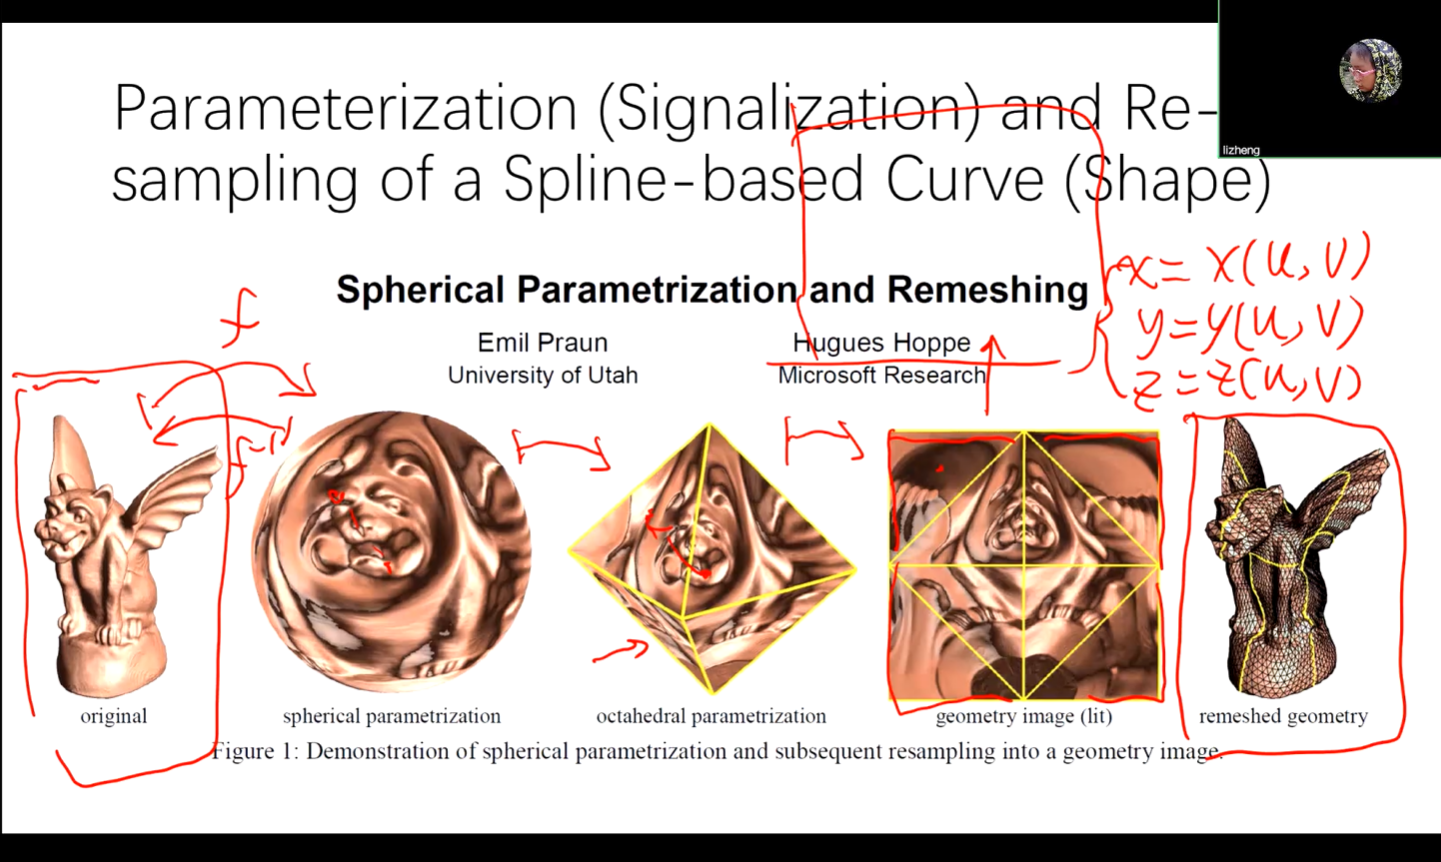 Parameterization (Signalization) and Re-
sampling of a Spline-based Curve (Shape)
lizheng
Spherical Parametrization and Remeshing
Emil Praun
University of Utah
Hugues Hoppe
Microsoft Research
x = x(u, v)
y = y(u, v)
z = z(u, v)
f
f⁻¹
original
spherical parametrization
octahedral parametrization
geometry image (lit)
remeshed geometry
Figure 1: Demonstration of spherical parametrization and subsequent resampling into a geometry image.